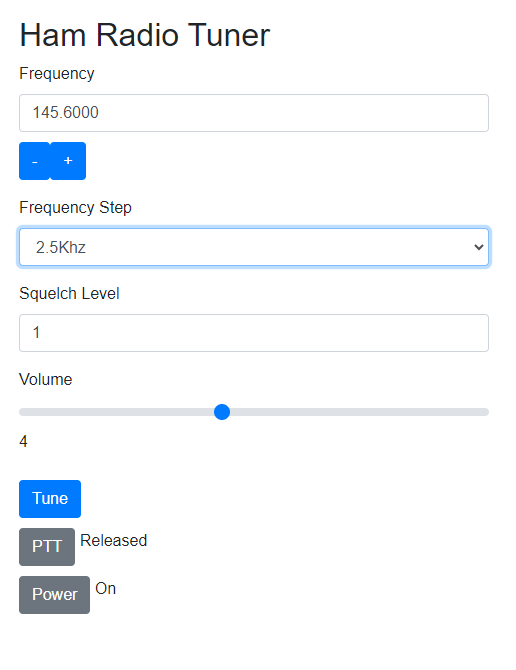 Ham Radio Tuner
Frequency
145.6000
- +
Frequency Step
2.5Khz
Squelch Level
1
Volume
4
Tune
PTT Released
Power On